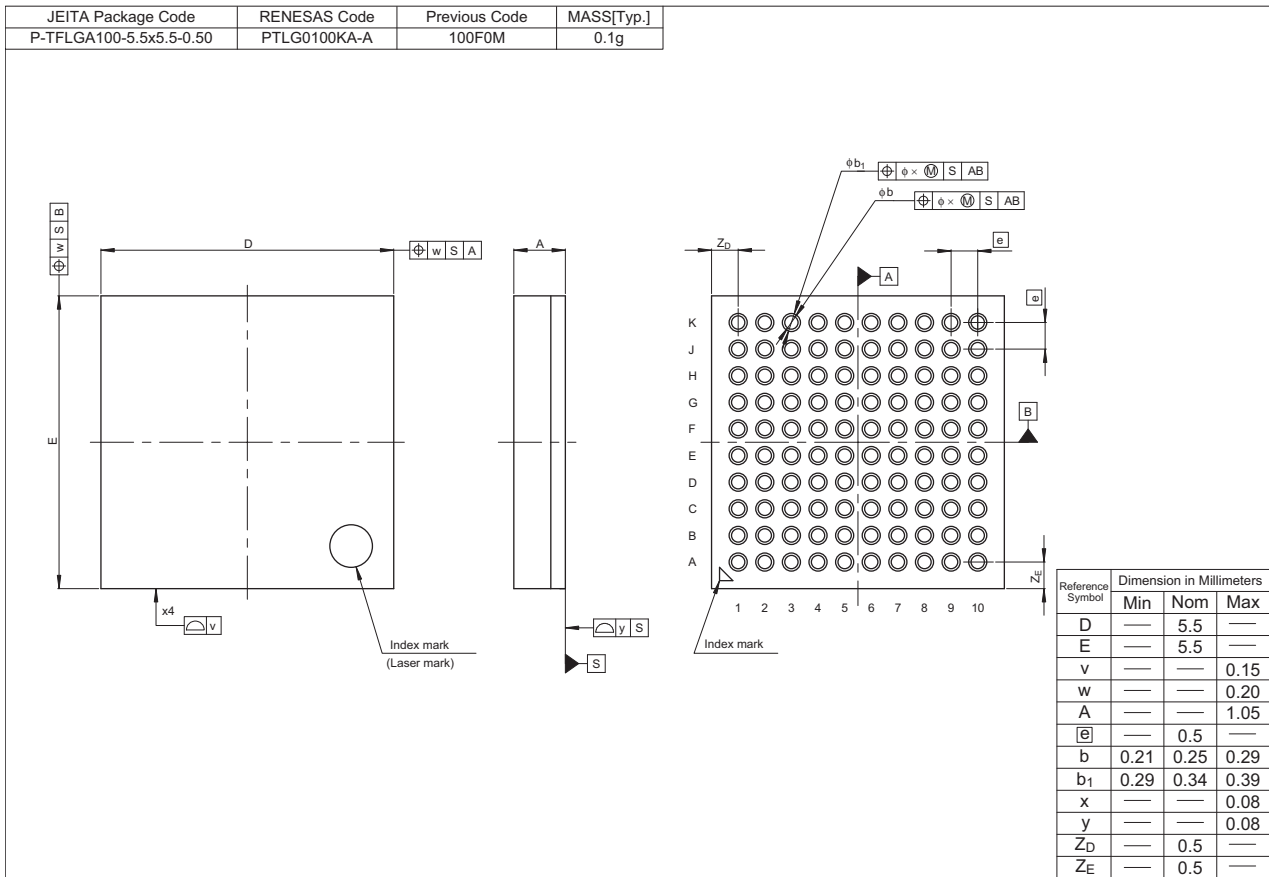 JEITA Package Code RENESAS Code Previous Code MASS[Typ.]
P-TFLGA100-5.5x5.5-0.50 PTLG0100KA-A 100F0M 0.1g
φb1 ⌖ φ× Ⓜ S AB
φb ⌖ φ× Ⓜ S AB
⌖ w S B
D
⌖ w S A
A
ZD
e
A
e
K
J
H
G
F
E
D
C
B
A
B
E
ZE
1 2 3 4 5 6 7 8 9 10
x4
⌓ v
Index mark
(Laser mark)
⌓ y S
S
Index mark
Reference Symbol Dimension in Millimeters
Min Nom Max
D — 5.5 —
E — 5.5 —
v — — 0.15
w — — 0.20
A — — 1.05
e — 0.5 —
b 0.21 0.25 0.29
b1 0.29 0.34 0.39
x — — 0.08
y — — 0.08
ZD — 0.5 —
ZE — 0.5 —